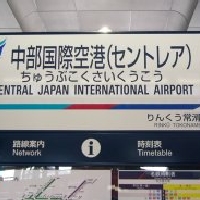 中部国際空港(セントレア)
ちゅうぶこくさいくうこう
CENTRAL JAPAN INTERNATIONAL AIRPORT
りんくう常滑
RINKŪ TOKONAME
路線案内
Network
i
時刻表
Timetable